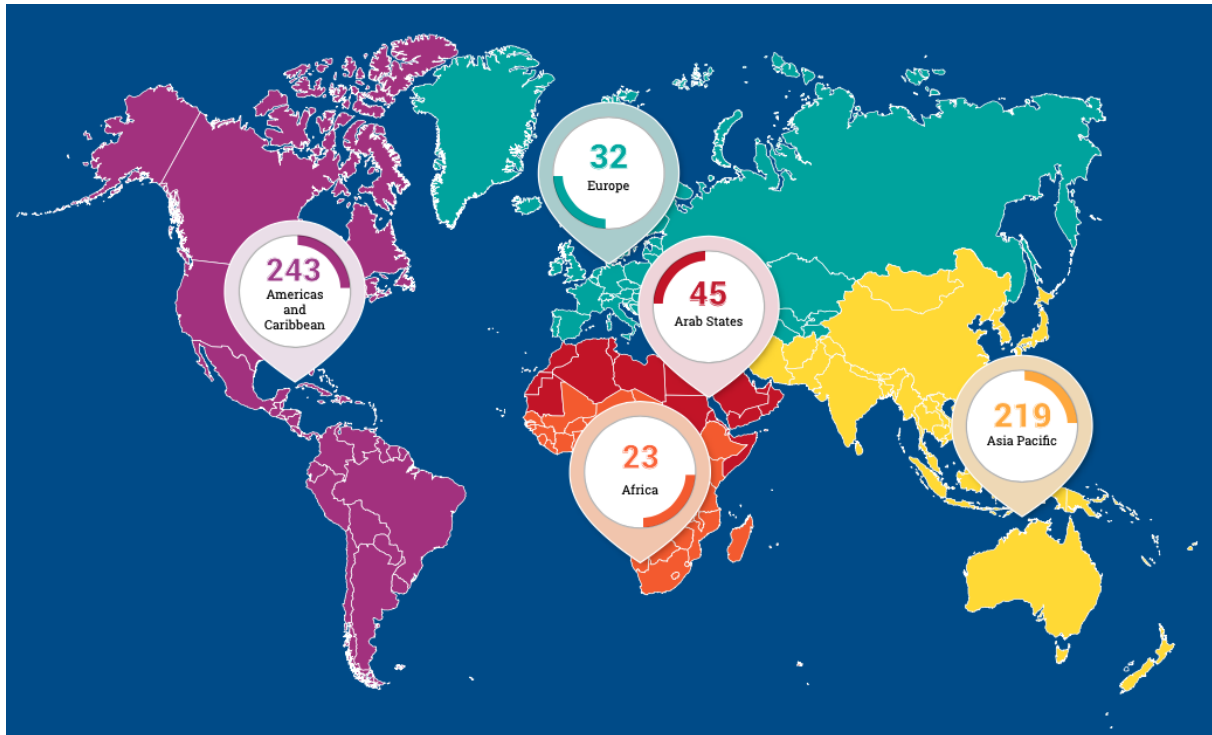 32
Europe
243
Americas
and
Caribbean
45
Arab States
219
Asia Pacific
23
Africa